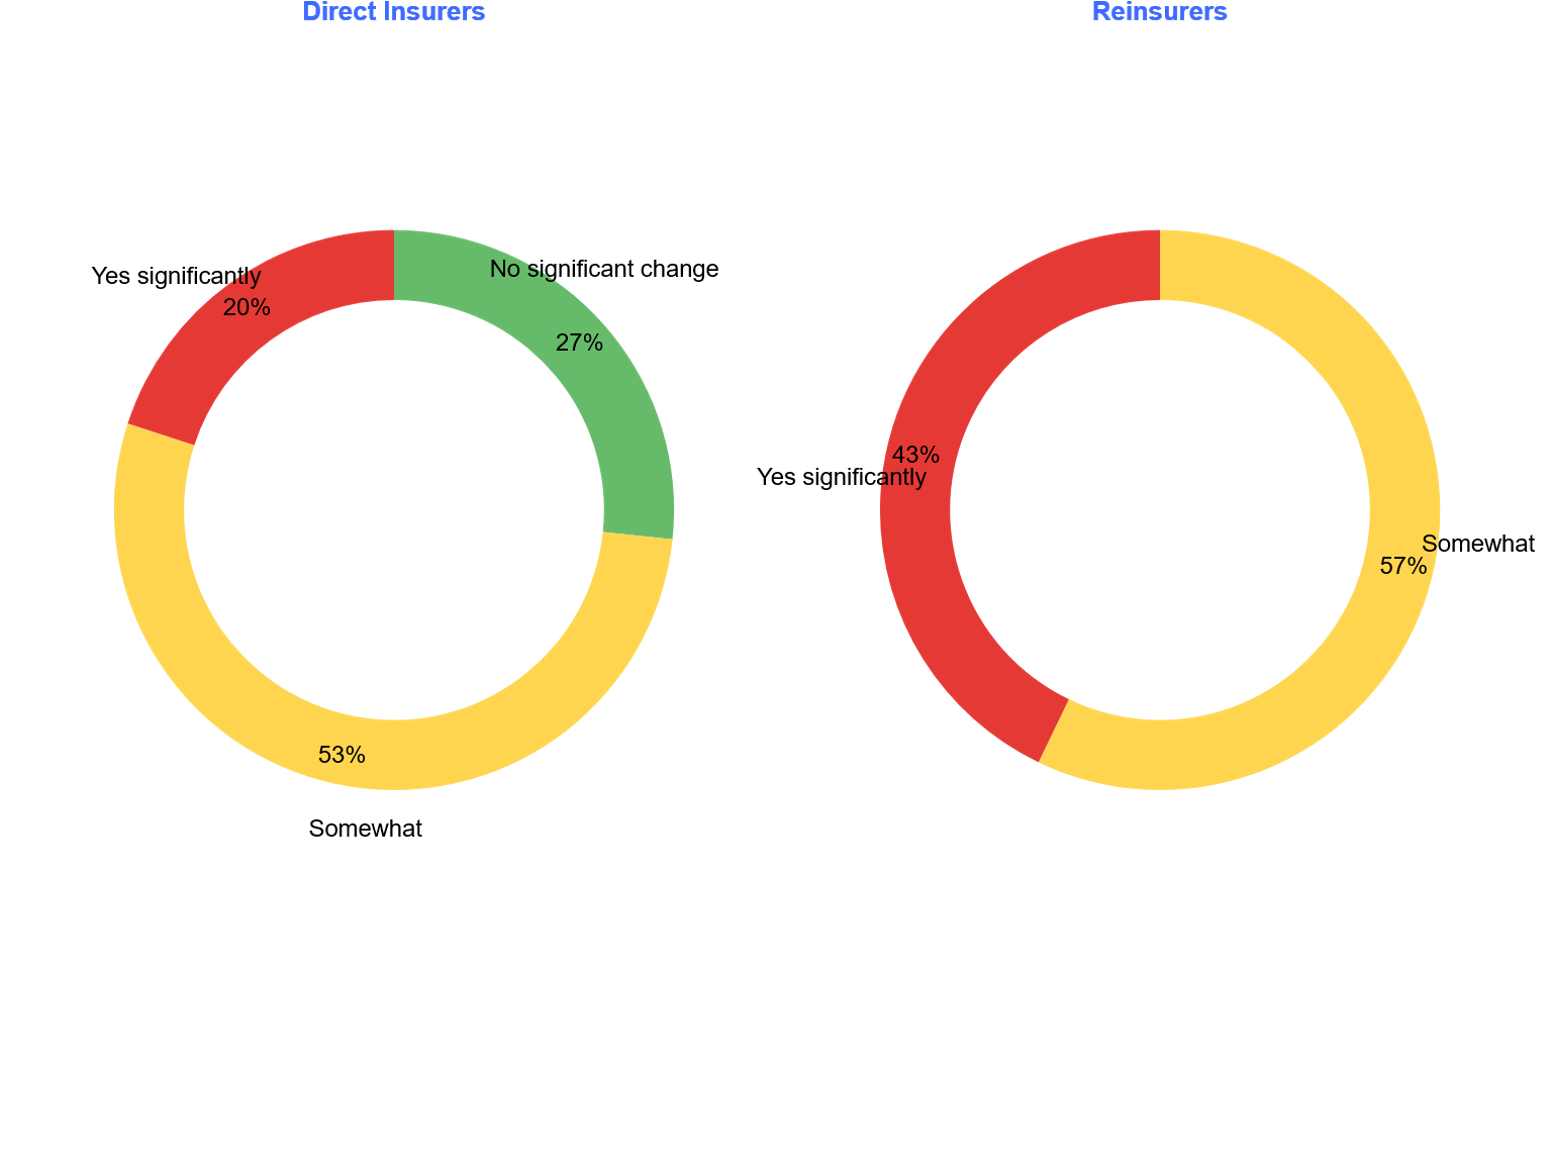 Direct Insurers
Yes significantly
20%
No significant change
27%
53%
Somewhat
Reinsurers
43%
Yes significantly
Somewhat
57%